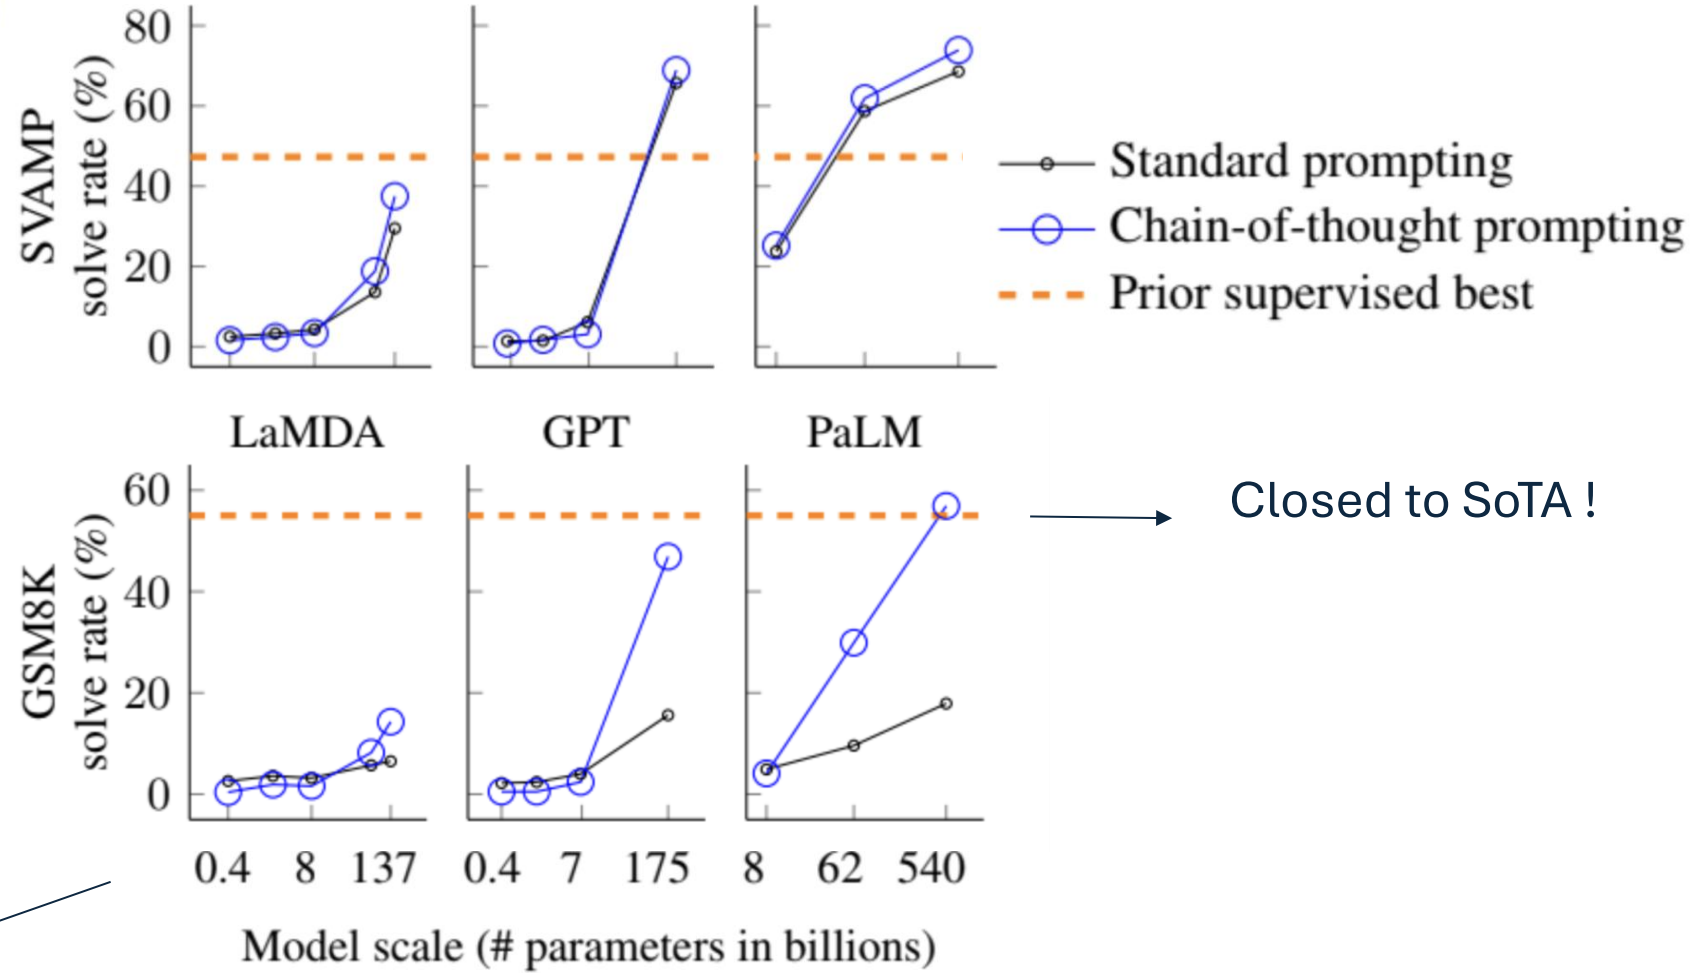 SVAMP
solve rate (%)
80
60
40
20
0
Standard prompting
Chain-of-thought prompting
Prior supervised best
LaMDA
GPT
PaLM
GSM8K
solve rate (%)
60
40
20
0
Closed to SoTA !
0.4 8 137
0.4 7 175
8 62 540
Model scale (# parameters in billions)